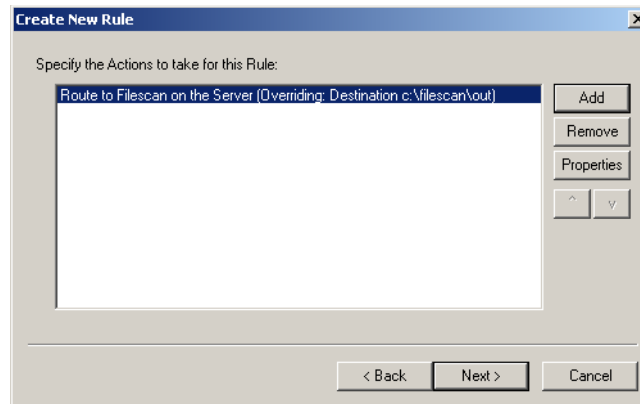 Create New Rule
Specify the Actions to take for this Rule:
Route to Filescan on the Server (Overriding: Destination c:\filescan\out)
Add
Remove
Properties
^ v
< Back Next > Cancel